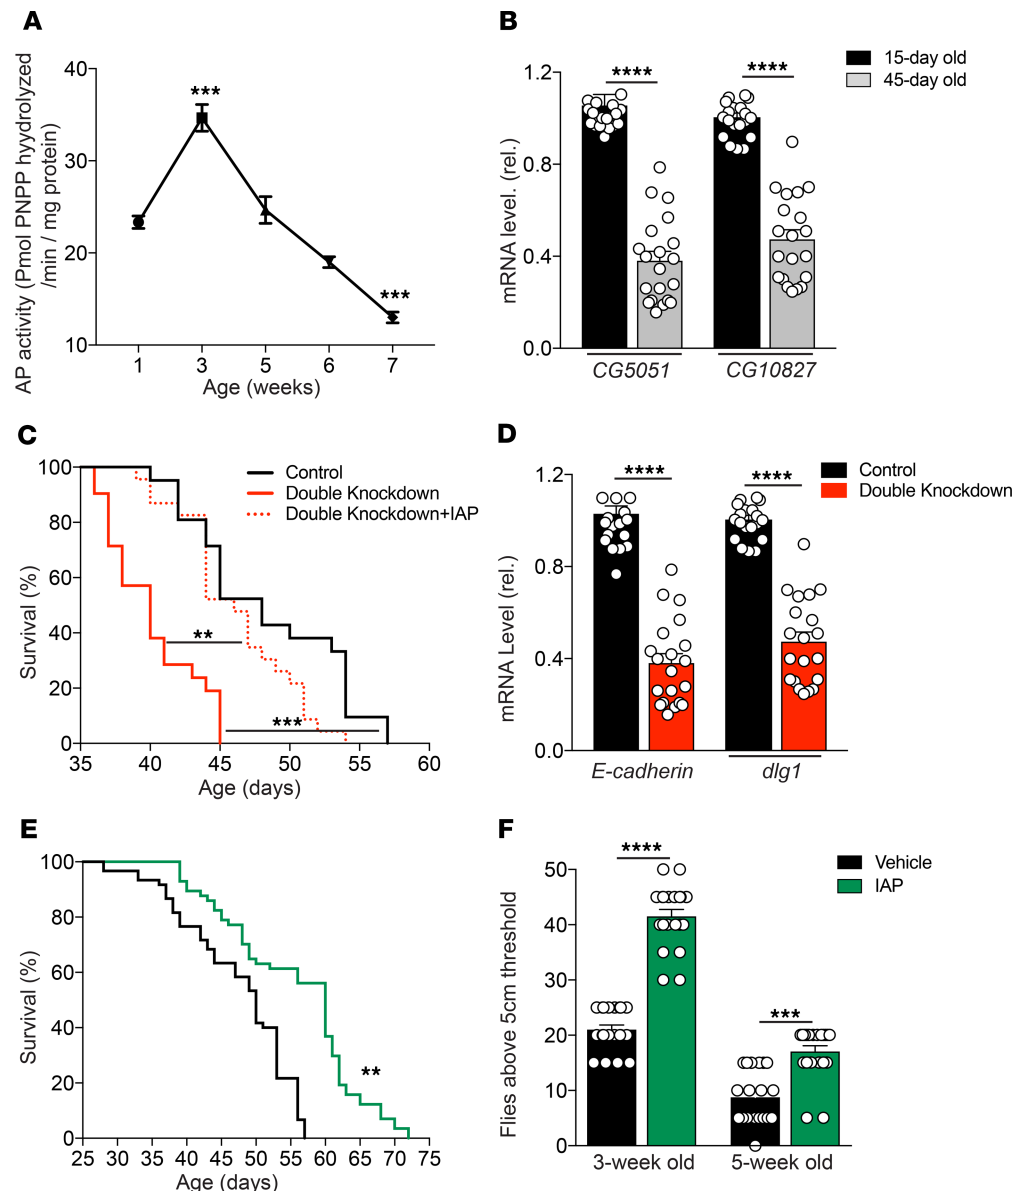 A
AP activity (Pmol PNPP hydrolyzed
/min / mg protein)
40
30
20
10
***
***
1 3 5 6 7
Age (weeks)
B
15-day old
45-day old
mRNA level. (rel.)
1.2
0.8
0.4
0.0
****
****
CG5051
CG10827
C
Control
Double Knockdown
Double Knockdown+IAP
Survival (%)
100
80
60
40
20
0
**
***
35 40 45 50 55 60
Age (days)
D
Control
Double Knockdown
mRNA Level (rel.)
1.2
0.8
0.4
0.0
****
****
E-cadherin
dlg1
E
Survival (%)
100
80
60
40
20
0
**
25 30 35 40 45 50 55 60 65 70 75
Age (days)
F
Vehicle
IAP
Flies above 5cm threshold
50
40
30
20
10
0
****
***
3-week old
5-week old